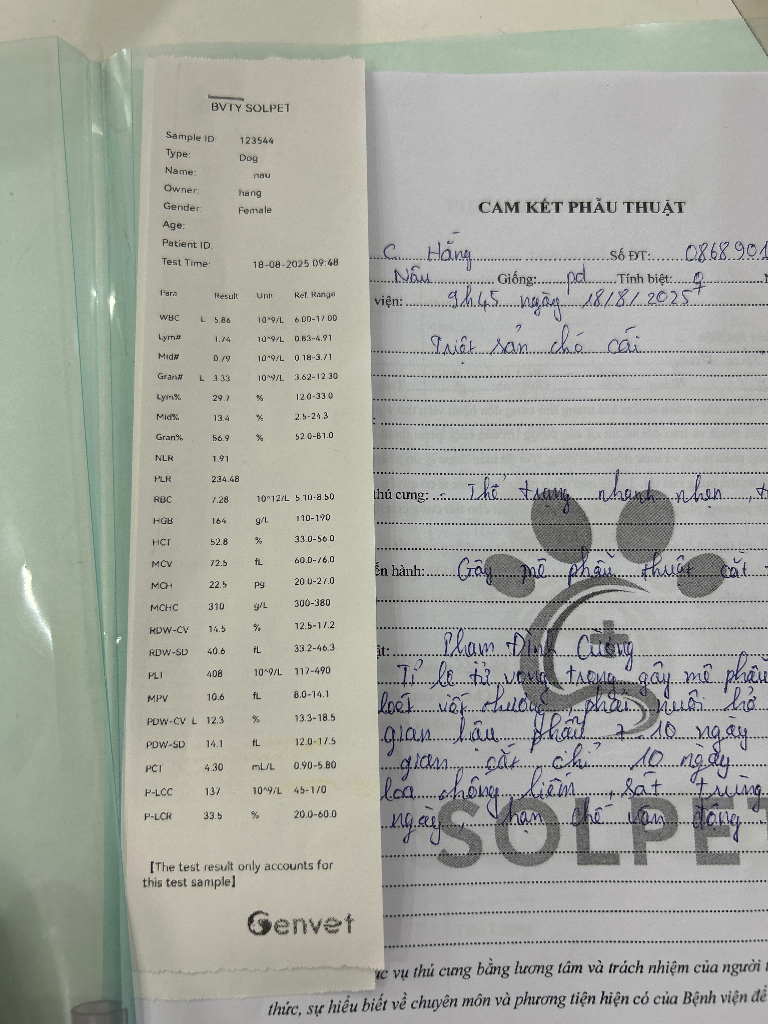 BVTY SOLPET
Sample ID: 123544
Type: Dog
Name: nau
Owner: hang
Gender: Female
Age:
Patient ID:
Test Time: 18-08-2025 09:48
Para Result Unit Ref. Range
WBC L 5.86 10^9/L 6.00-17.00
Lym# 1.74 10^9/L 0.83-4.91
Mid# 0.79 10^9/L 0.18-3.71
Gran# L 3.33 10^9/L 3.62-12.30
Lym% 29.7 % 12.0-33.0
Mid% 13.4 % 2.5-24.3
Gran% 56.9 % 52.0-81.0
NLR 1.91
PLR 234.48
RBC 7.28 10^12/L 5.10-8.50
HGB 164 g/L 110-190
HCT 52.8 % 33.0-56.0
MCV 72.5 fL 60.0-76.0
MCH 22.5 pg 20.0-27.0
MCHC 310 g/L 300-380
RDW-CV 14.5 % 12.5-17.2
RDW-SD 40.6 fL 33.2-46.3
PLT 408 10^9/L 117-490
MPV 10.6 fL 8.0-14.1
PDW-CV L 12.3 % 13.3-18.5
PDW-SD 14.1 fL 12.0-17.5
PCT 4.30 mL/L 0.90-5.80
P-LCC 137 10^9/L 45-170
P-LCR 33.5 % 20.0-60.0
[The test result only accounts for
this test sample]
Genvet
CAM KẾT PHẪU THUẬT
C. Hằng Số ĐT: 0868901
Nâu Giống: pd Tính biệt: ♀
viện: 9h45 ngày 18/8/2025
Triệt sản chó cái
thú cưng: - Thể trạng nhanh nhẹn,
ến hành: Gây mê phẫu thuật cắt
Phạm Đình Cường
Tỉ lệ tử vong trong gây mê phẫu
loét vết thương, phải nuôi hở
gian hậu phẫu 7-10 ngày
gian cắt chỉ 10 ngày
loa chống liếm, sát trùng
ngày, hạn chế vận động
SOLPET
ục vụ thú cưng bằng lương tâm và trách nhiệm của người
thức, sự hiểu biết về chuyên môn và phương tiện hiện có của Bệnh viện để